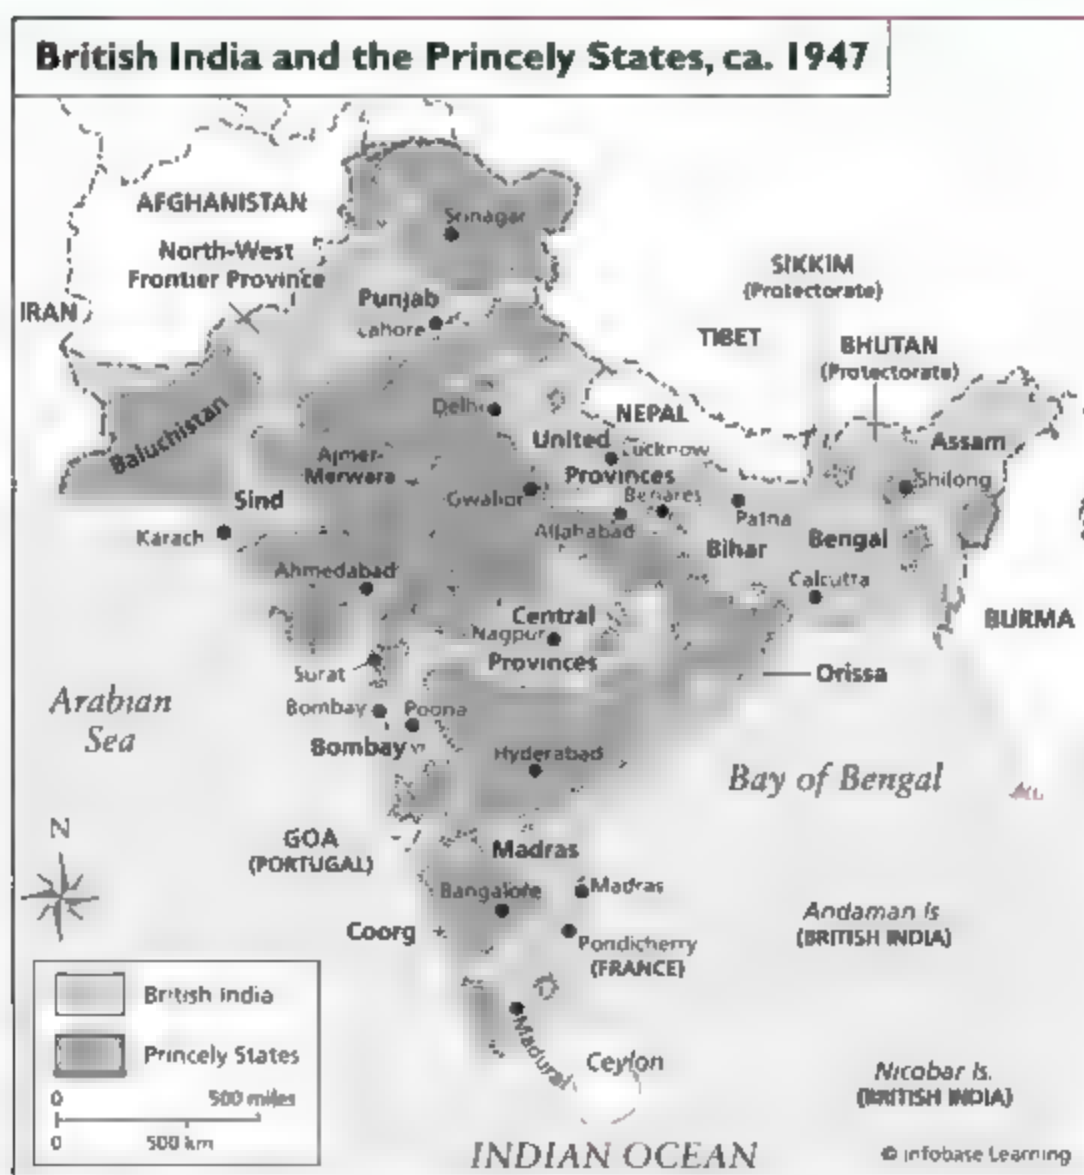 British India and the Princely States, ca. 1947
AFGHANISTAN
North-West
Frontier Province
IRAN
Srinagar
Punjab
Lahore
SIKKIM
(Protectorate)
TIBET
BHUTAN
(Protectorate)
Baluchistan
Delhi
NEPAL
United
Provinces
Lucknow
Assam
Ajmer-
Merwara
Gwalior
Benares
Shilong
Sind
Allahabad
Patna
Karach
Bihar
Bengal
Ahmedabad
Calcutta
Central
Provinces
Nagpur
BURMA
Surat
Orissa
Arabian
Sea
Bombay
Poona
Bombay
Hyderabad
Bay of Bengal
N
GOA
(PORTUGAL)
Madras
Bangalore
Madras
Coorg
Pondicherry
(FRANCE)
Andaman Is
(BRITISH INDIA)
British India
Princely States
Madurai
Ceylon
Nicobar Is.
(BRITISH INDIA)
0 500 miles
0 500 km
INDIAN OCEAN
© Infobase Learning